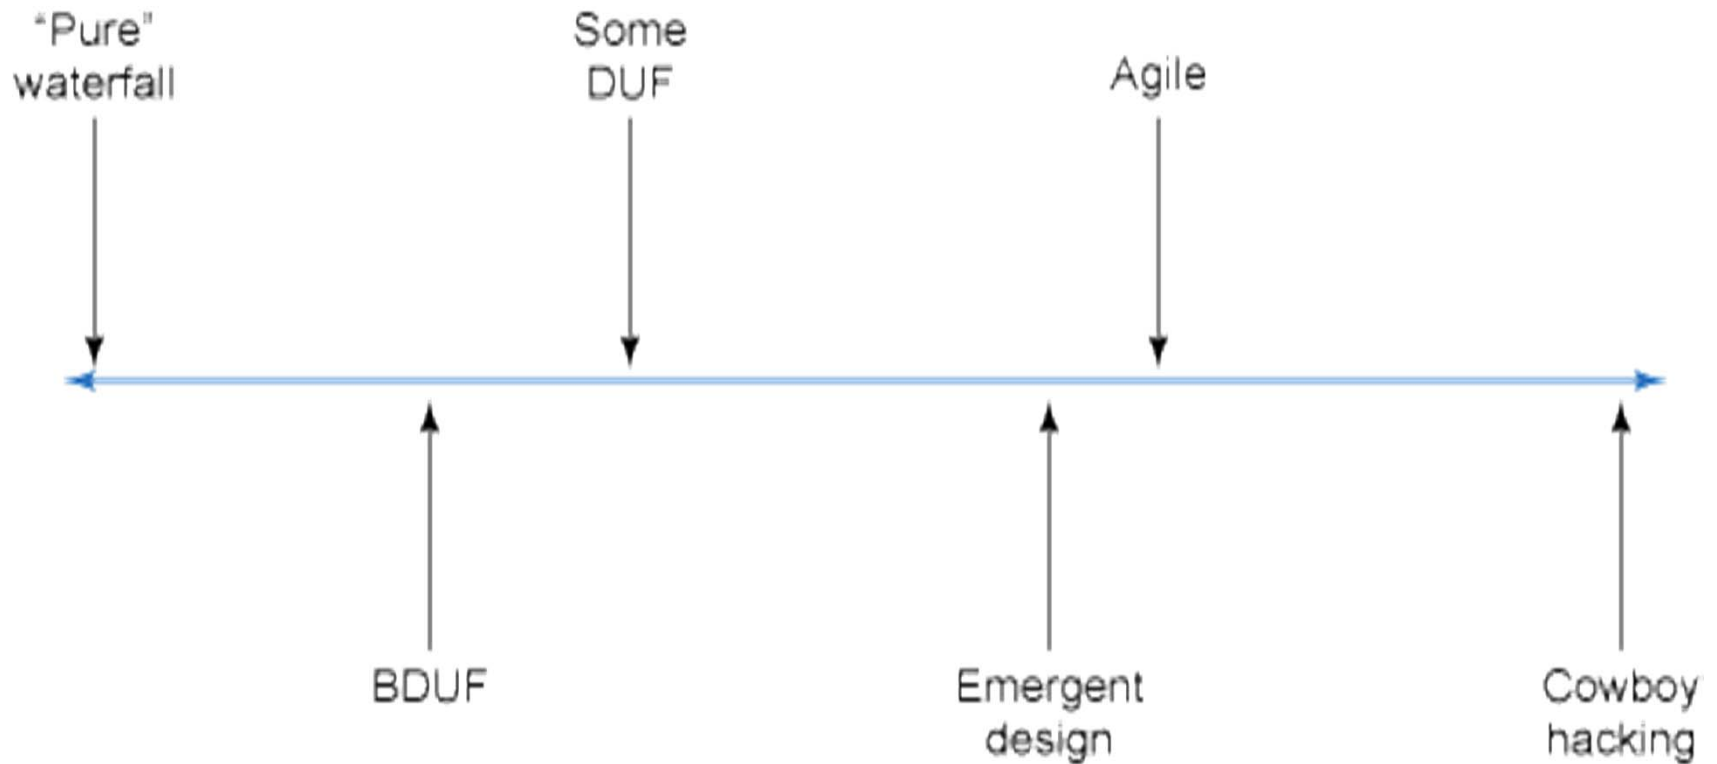 “Pure”
waterfall
Some
DUF
Agile
BDUF
Emergent
design
Cowboy
hacking